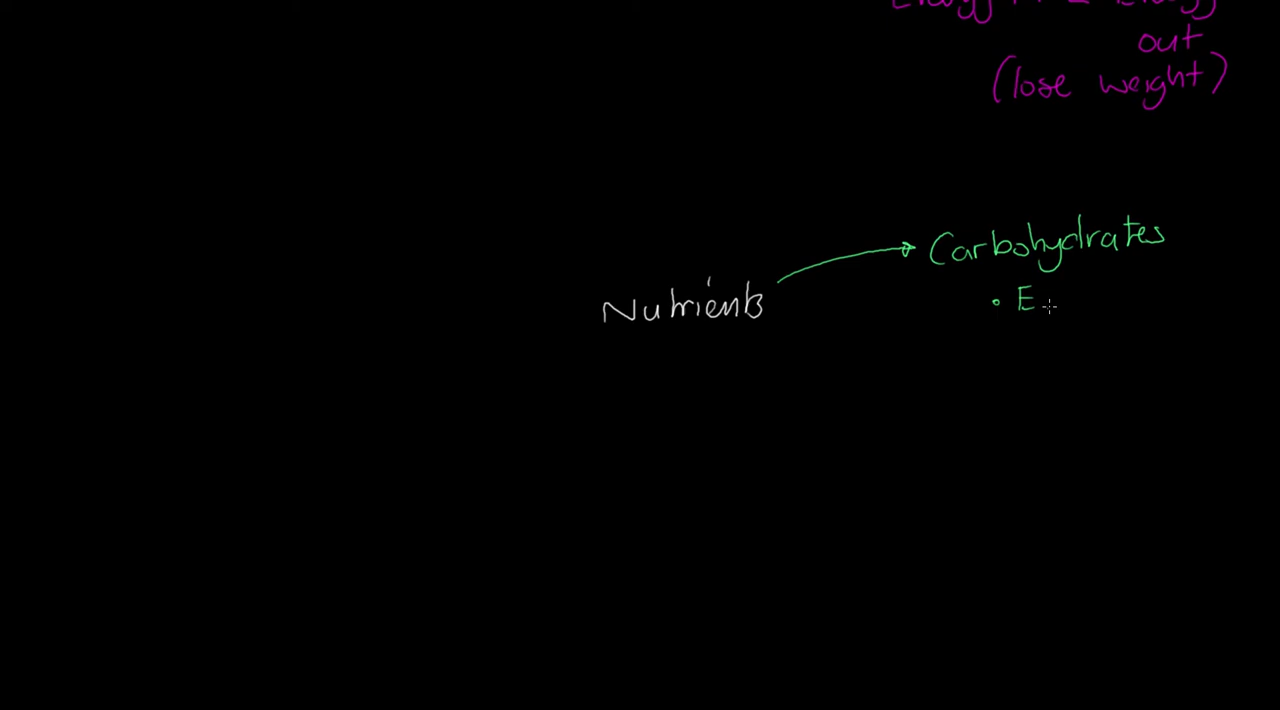 out
(lose weight)
Carbohydrates
• E
Nutrients